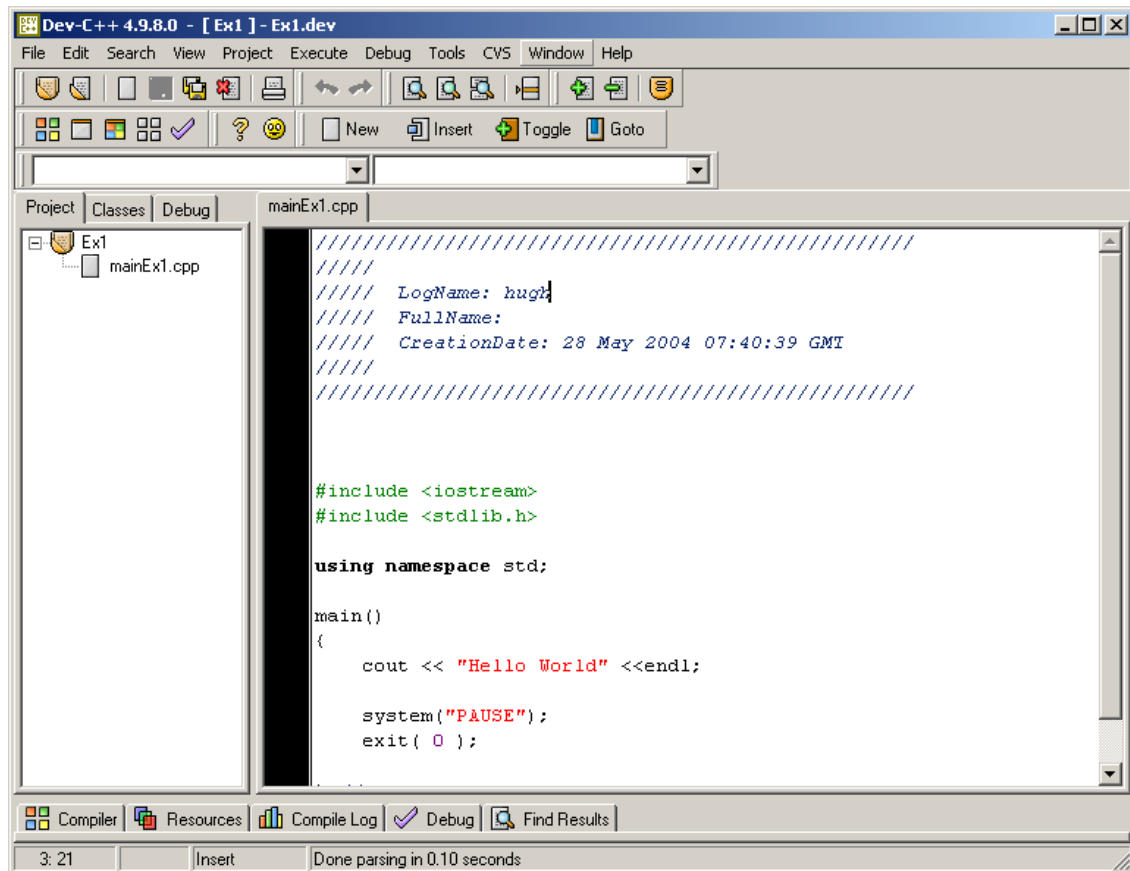 Dev-C++ 4.9.8.0 - [ Ex1 ] - Ex1.dev
File Edit Search View Project Execute Debug Tools CVS Window Help
New Insert Toggle Goto
Project Classes Debug mainEx1.cpp
Ex1
mainEx1.cpp
////////////////////////////////////////////////////
/////
///// LogName: hugh
///// FullName:
///// CreationDate: 28 May 2004 07:40:39 GMT
/////
////////////////////////////////////////////////////
#include <iostream>
#include <stdlib.h>
using namespace std;
main()
{
cout << "Hello World" <<endl;
system("PAUSE");
exit( 0 );
Compiler Resources Compile Log Debug Find Results
3: 21 Insert Done parsing in 0.10 seconds